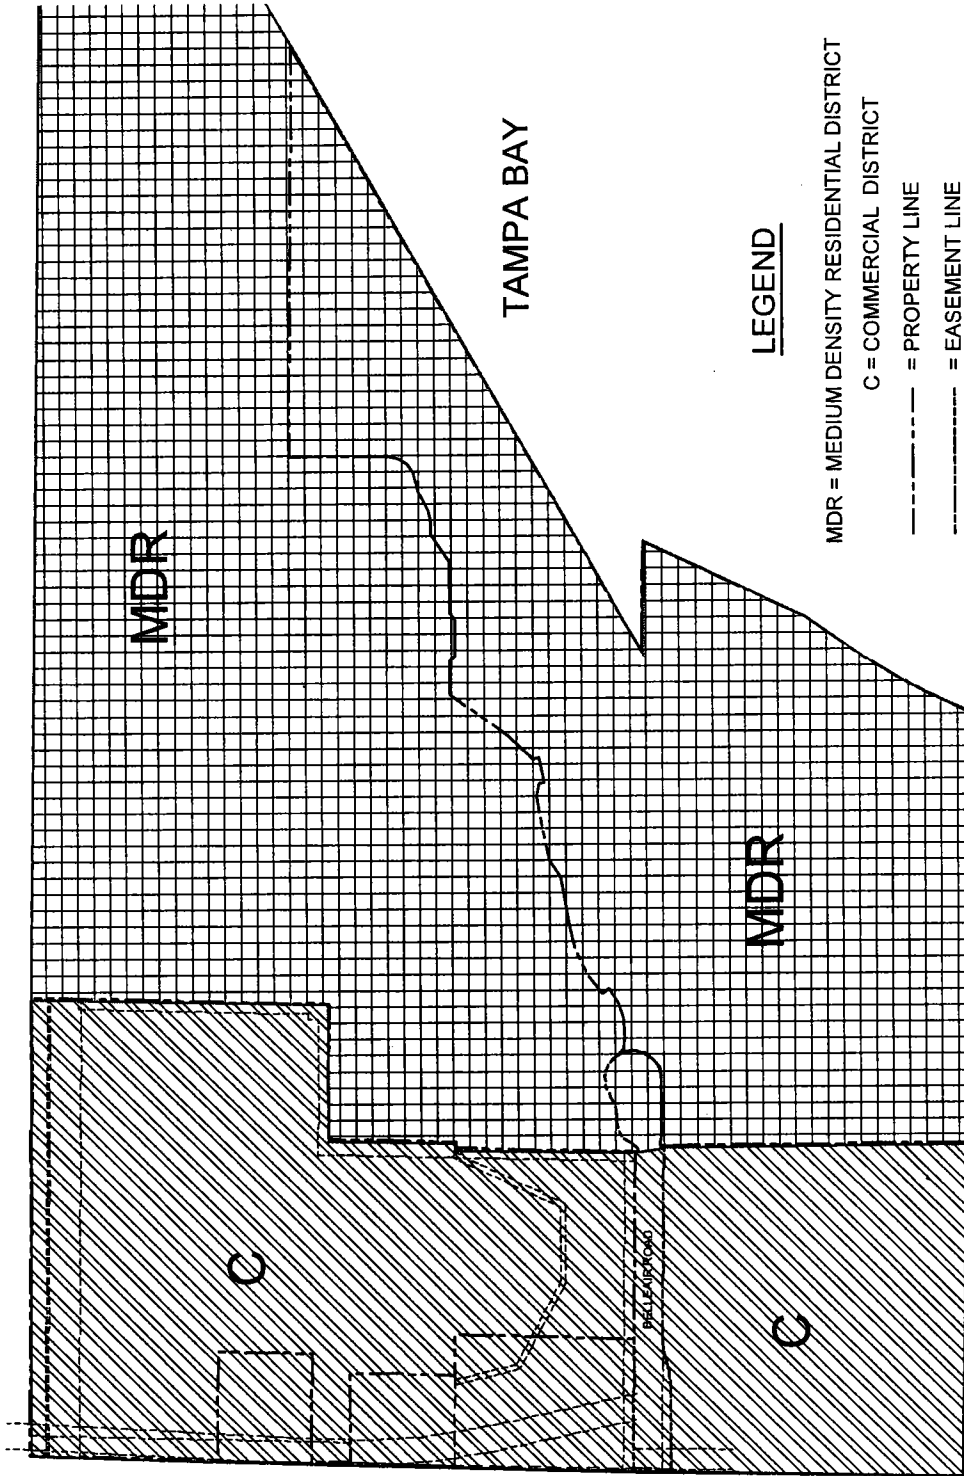 MDR
TAMPA BAY
C
BELLEAIR ROAD
MDR
C
LEGEND
MDR = MEDIUM DENSITY RESIDENTIAL DISTRICT
C = COMMERCIAL DISTRICT
= PROPERTY LINE
= EASEMENT LINE